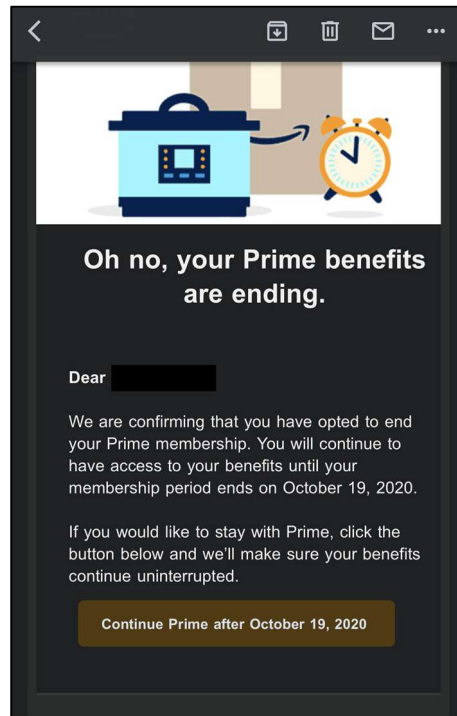 Oh no, your Prime benefits
are ending.
Dear
We are confirming that you have opted to end
your Prime membership. You will continue to
have access to your benefits until your
membership period ends on October 19, 2020.
If you would like to stay with Prime, click the
button below and we'll make sure your benefits
continue uninterrupted.
Continue Prime after October 19, 2020